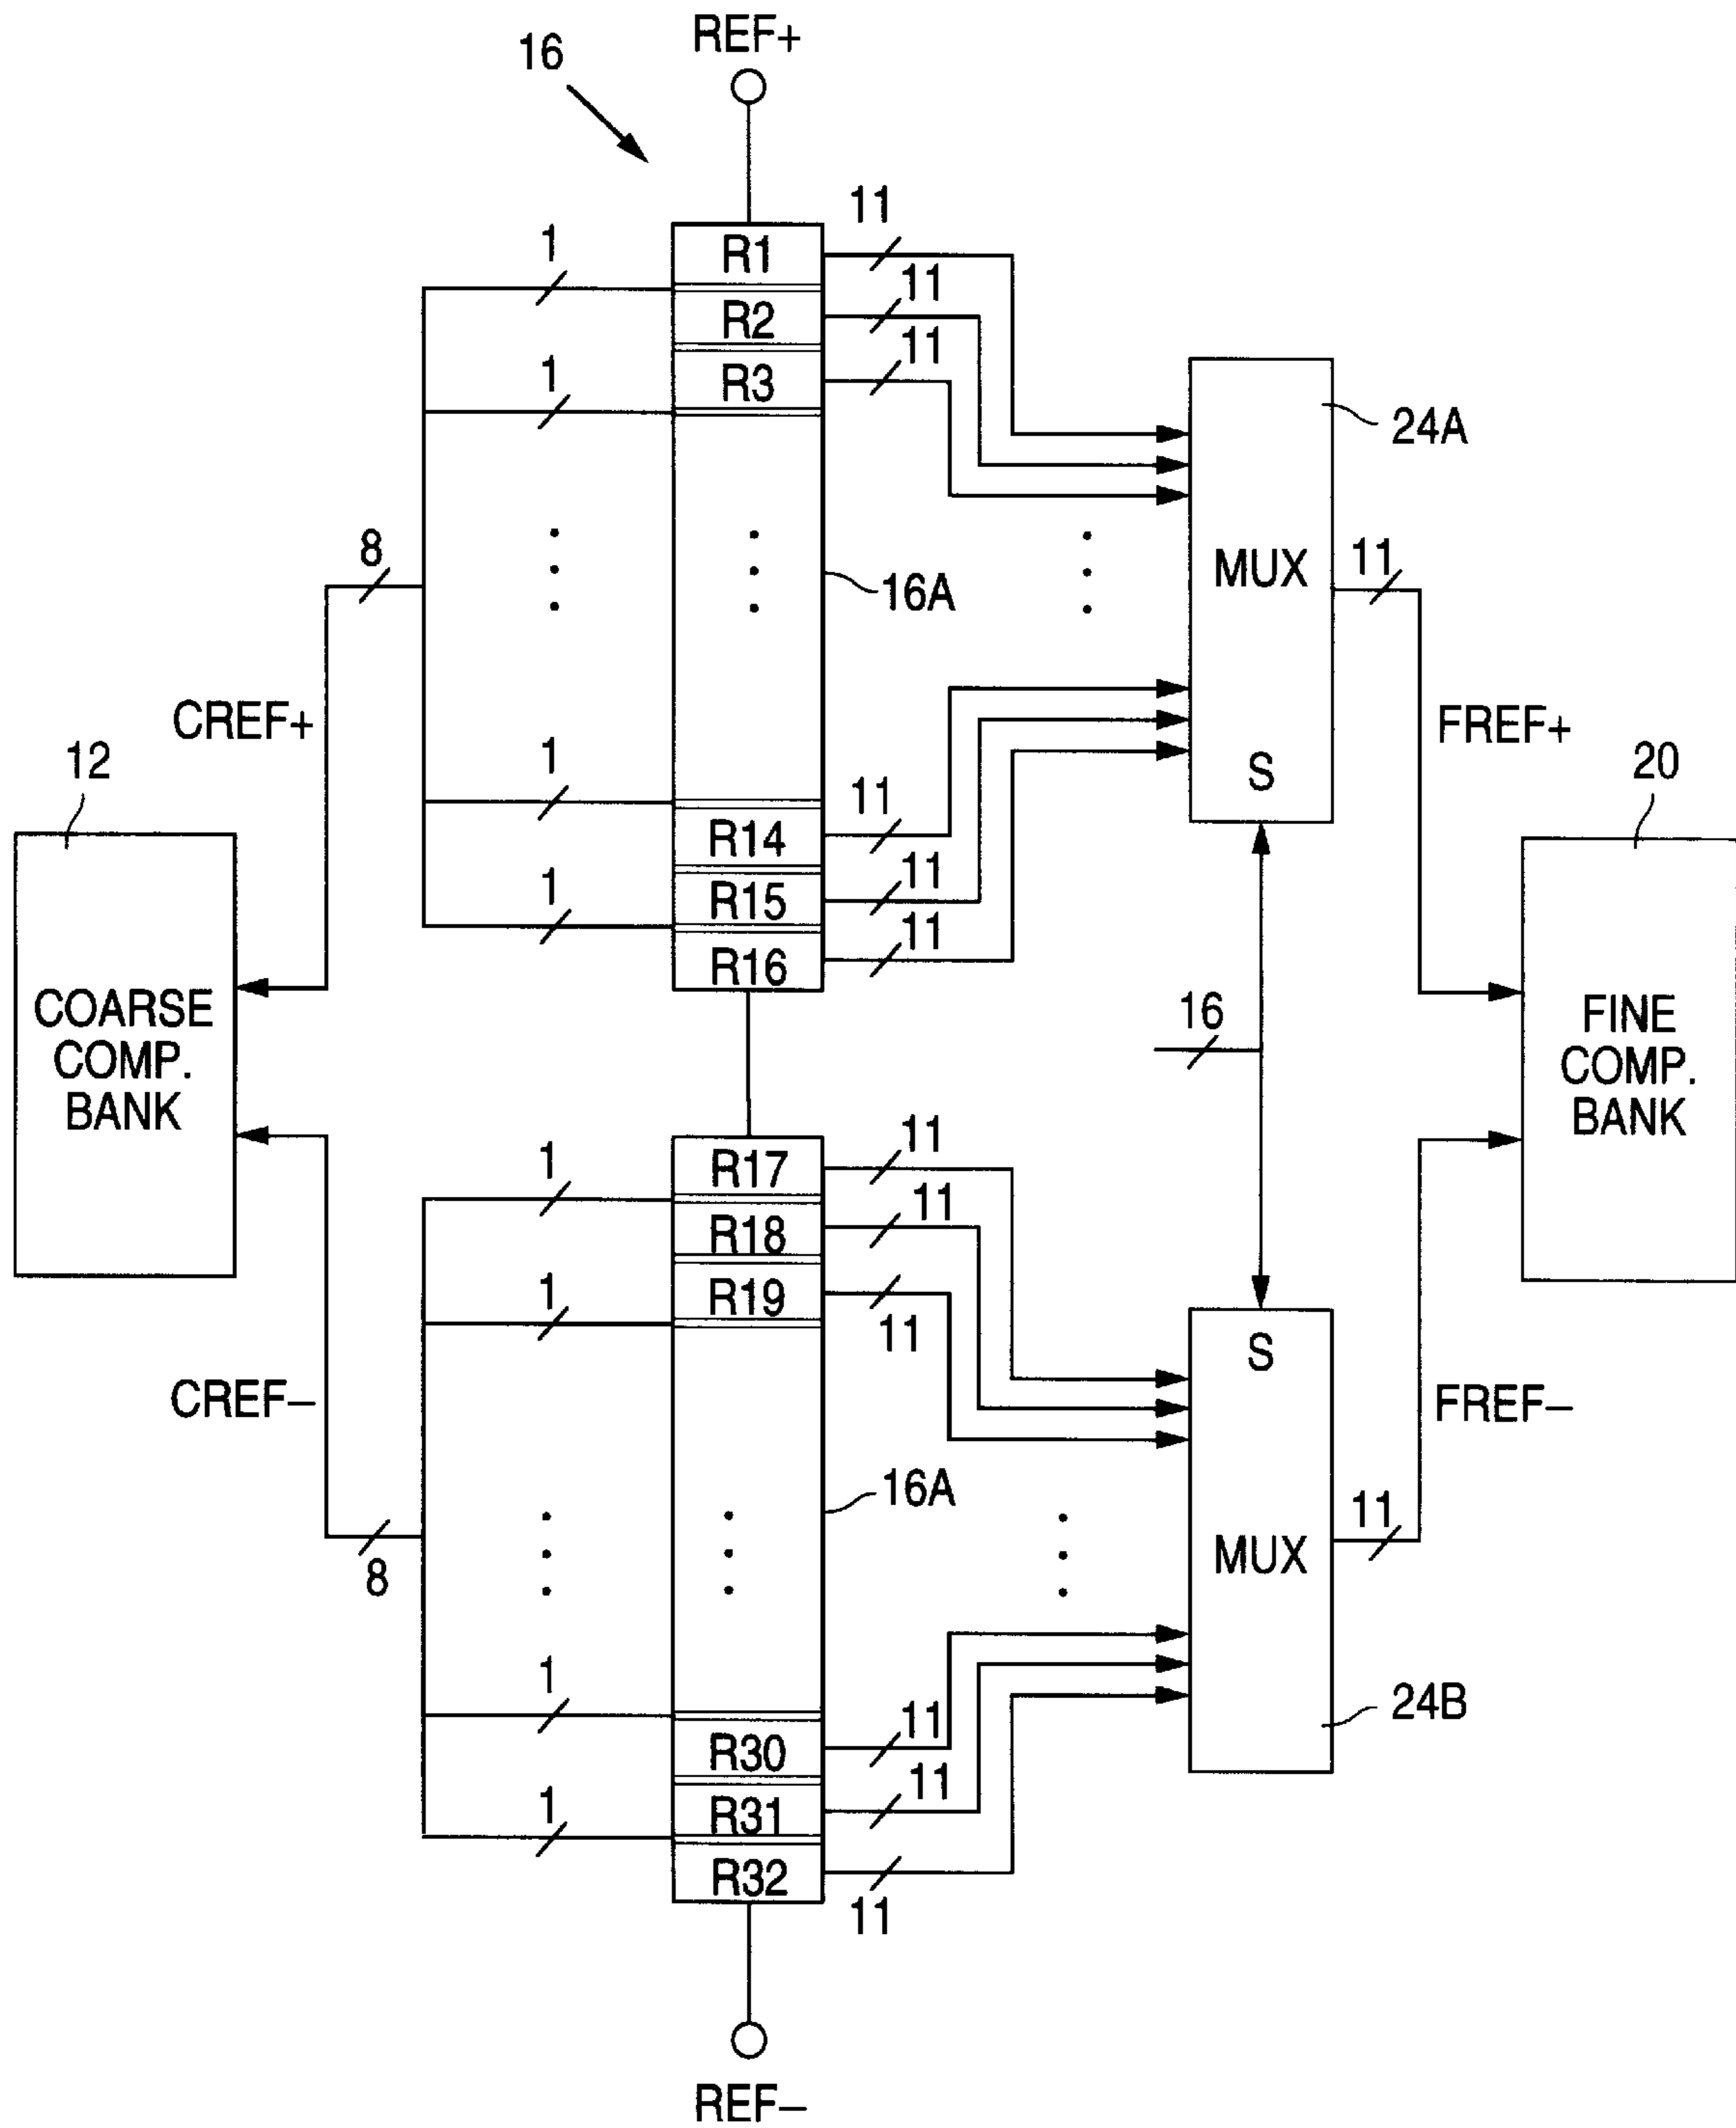 REF+
16
11
1
R1
11
R2
11
1
R3
24A
8
MUX
11
16A
CREF+
FREF+
12
1
S
20
11
R14
11
1
R15
11
R16
COARSE
COMP.
BANK
16
FINE
COMP.
BANK
11
1
R17
11
R18
1
R19
11
S
CREF–
FREF–
16A
11
8
MUX
1
24B
11
R30
11
1
R31
R32
11
REF–